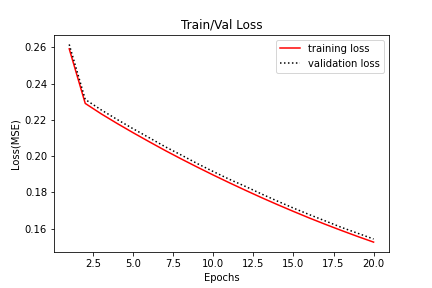 Train/Val Loss
training loss
validation loss
Loss(MSE)
0.26
0.24
0.22
0.20
0.18
0.16
2.5 5.0 7.5 10.0 12.5 15.0 17.5 20.0
Epochs